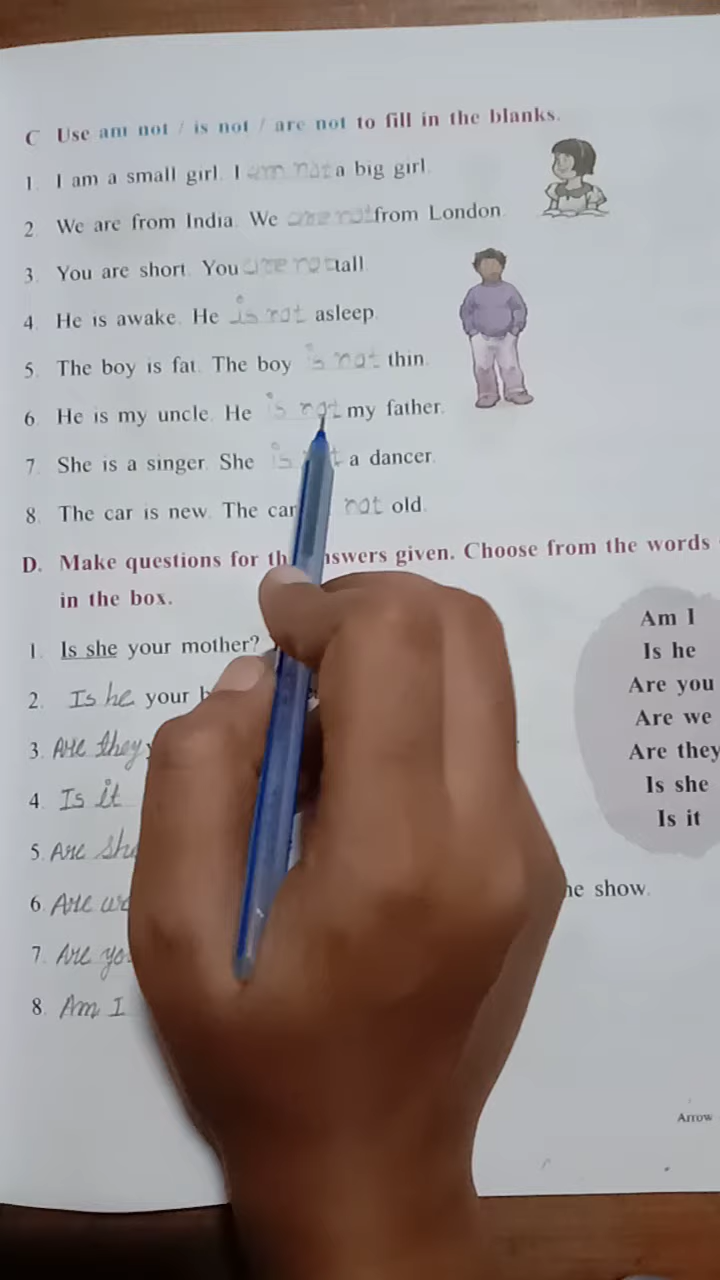 C Use am not / is not / are not to fill in the blanks.
1. I am a small girl. I am not a big girl.
2. We are from India. We are not from London.
3. You are short. You are not tall.
4. He is awake. He is not asleep.
5. The boy is fat. The boy is not thin.
6. He is my uncle. He is not my father.
7. She is a singer. She is a dancer.
8. The car is new. The car not old.
D. Make questions for answers given. Choose from the words
in the box.
1. Is she your mother?
2. Is he your
3. Are they
4. Is it
5. Are
6. Are we
7. Are
8. Am I
show.
Am I
Is he
Are you
Are we
Are they
Is she
Is it
Arrow